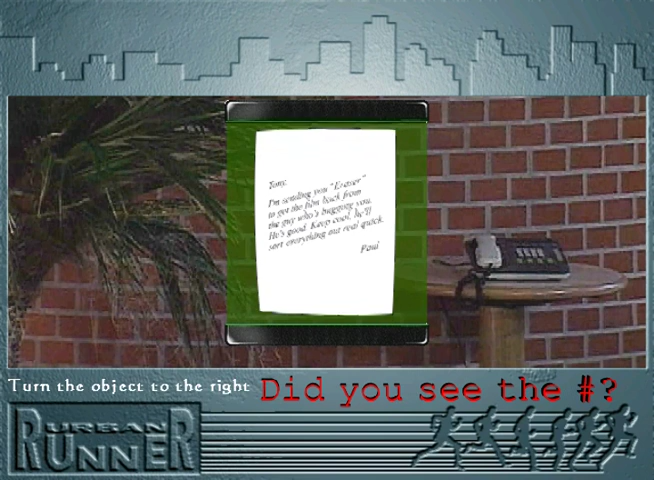 Tony,
I'm sending you "Eraser"
to get the film back from
the guy who's bugging you.
He's good. Keep cool, he'll
sort everything out real quick.
Paul
Turn the object to the right Did you see the #?
URBAN
RUNNER